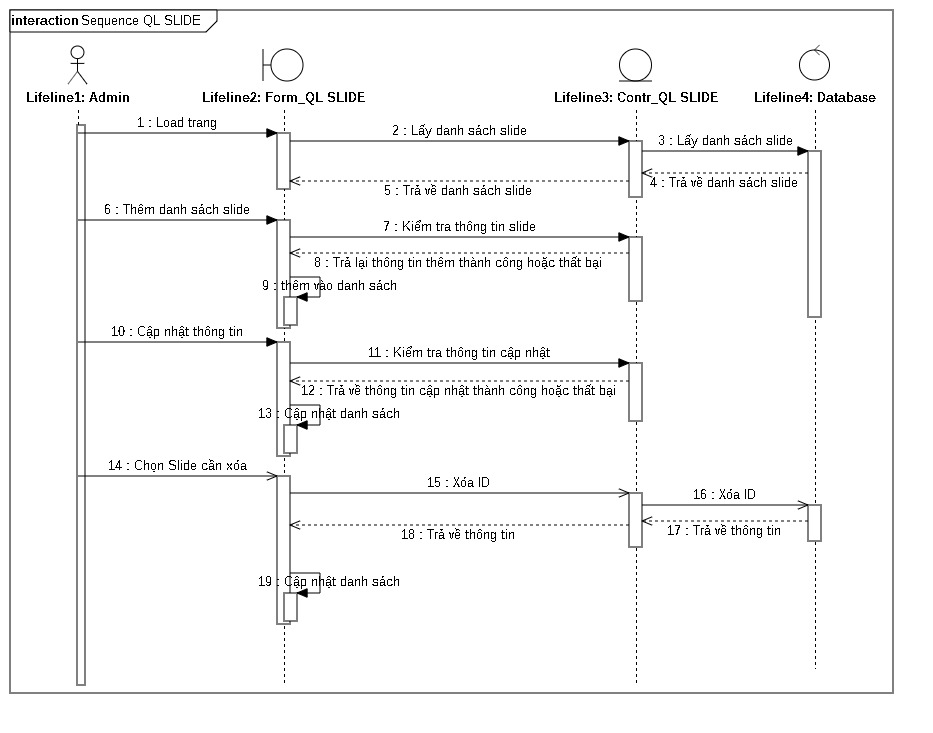 interaction Sequence QL SLIDE
Lifeline1: Admin
Lifeline2: Form_QL SLIDE
Lifeline3: Contr_QL SLIDE
Lifeline4: Database
1 : Load trang
2 : Lấy danh sách slide
3 : Lấy danh sách slide
4 : Trả về danh sách slide
5 : Trả về danh sách slide
6 : Thêm danh sách slide
7 : Kiểm tra thông tin slide
8 : Trả lại thông tin thêm thành công hoặc thất bại
9 : thêm vào danh sách
10 : Cập nhật thông tin
11 : Kiểm tra thông tin cập nhật
12 : Trả về thông tin cập nhật thành công hoặc thất bại
13 : Cập nhật danh sách
14 : Chọn Slide cần xóa
15 : Xóa ID
16 : Xóa ID
17 : Trả về thông tin
18 : Trả về thông tin
19 : Cập nhật danh sách